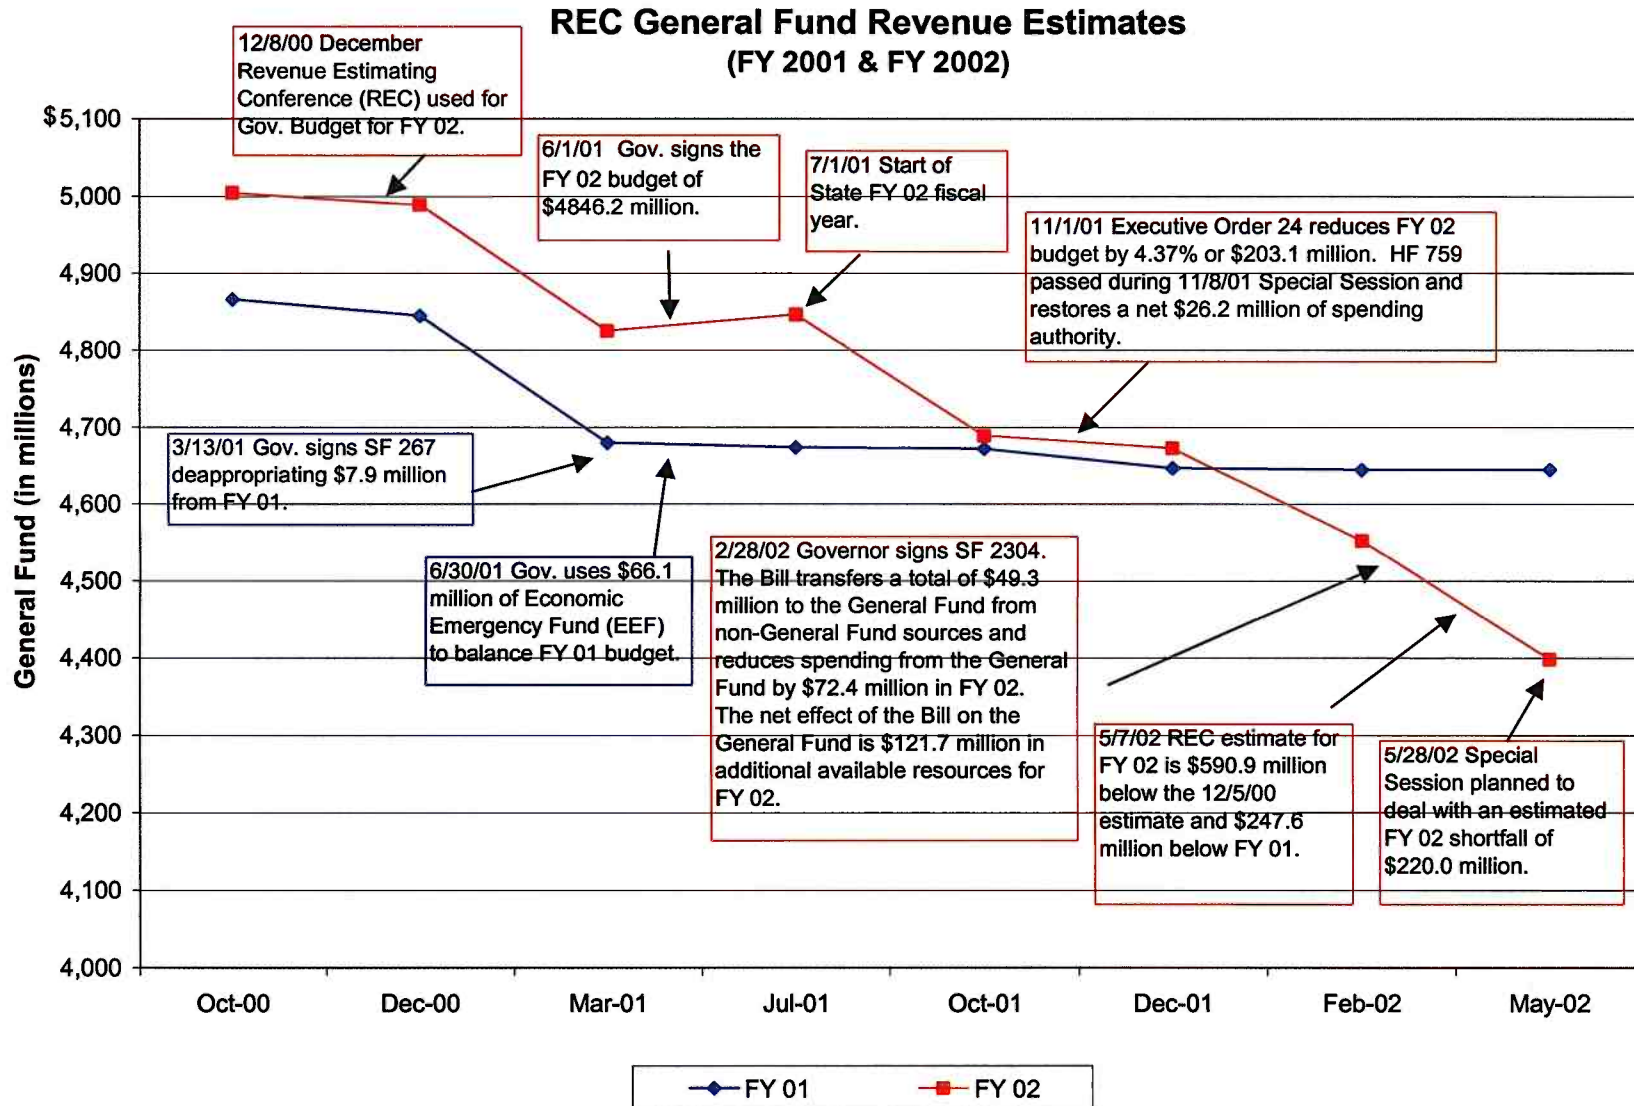 REC General Fund Revenue Estimates
(FY 2001 & FY 2002)
12/8/00 December
Revenue Estimating
Conference (REC) used for
Gov. Budget for FY 02.
6/1/01 Gov. signs the
FY 02 budget of
$4846.2 million.
7/1/01 Start of
State FY 02 fiscal
year.
11/1/01 Executive Order 24 reduces FY 02
budget by 4.37% or $203.1 million. HF 759
passed during 11/8/01 Special Session and
restores a net $26.2 million of spending
authority.
3/13/01 Gov. signs SF 267
deappropriating $7.9 million
from FY 01.
6/30/01 Gov. uses $66.1
million of Economic
Emergency Fund (EEF)
to balance FY 01 budget.
2/28/02 Governor signs SF 2304.
The Bill transfers a total of $49.3
million to the General Fund from
non-General Fund sources and
reduces spending from the General
Fund by $72.4 million in FY 02.
The net effect of the Bill on the
General Fund is $121.7 million in
additional available resources for
FY 02.
5/7/02 REC estimate for
FY 02 is $590.9 million
below the 12/5/00
estimate and $247.6
million below FY 01.
5/28/02 Special
Session planned to
deal with an estimated
FY 02 shortfall of
$220.0 million.
General Fund (in millions)
$5,100
5,000
4,900
4,800
4,700
4,600
4,500
4,400
4,300
4,200
4,100
4,000
Oct-00 Dec-00 Mar-01 Jul-01 Oct-01 Dec-01 Feb-02 May-02
FY 01 FY 02